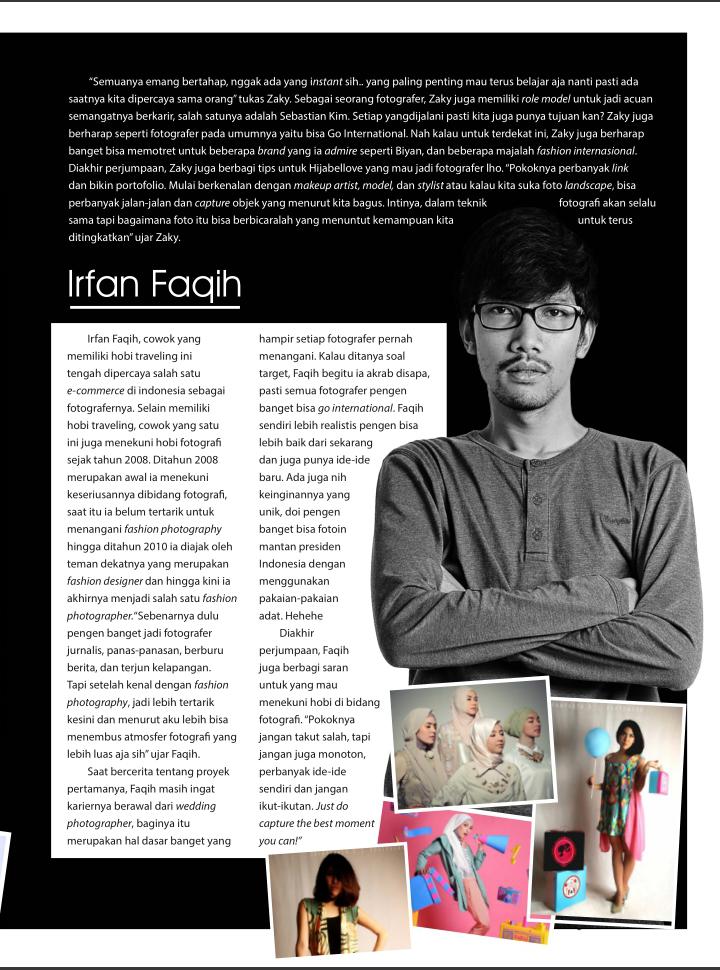 “Semuanya emang bertahap, nggak ada yang instant sih.. yang paling penting mau terus belajar aja nanti pasti ada
saatnya kita dipercaya sama orang” tukas Zaky. Sebagai seorang fotografer, Zaky juga memiliki role model untuk jadi acuan
semangatnya berkarir, salah satunya adalah Sebastian Kim. Setiap yangdijalani pasti kita juga punya tujuan kan? Zaky juga
berharap seperti fotografer pada umumnya yaitu bisa Go International. Nah kalau untuk terdekat ini, Zaky juga berharap
banget bisa memotret untuk beberapa brand yang ia admire seperti Biyan, dan beberapa majalah fashion internasional.
Diakhir perjumpaan, Zaky juga berbagi tips untuk Hijabellove yang mau jadi fotografer lho. “Pokoknya perbanyak link
dan bikin portofolio. Mulai berkenalan dengan makeup artist, model, dan stylist atau kalau kita suka foto landscape, bisa
perbanyak jalan-jalan dan capture objek yang menurut kita bagus. Intinya, dalam teknik fotografi akan selalu
sama tapi bagaimana foto itu bisa berbicaralah yang menuntut kemampuan kita untuk terus
ditingkatkan” ujar Zaky.
Irfan Faqih
Irfan Faqih, cowok yang
memiliki hobi traveling ini
tengah dipercaya salah satu
e-commerce di indonesia sebagai
fotografernya. Selain memiliki
hobi traveling, cowok yang satu
ini juga menekuni hobi fotografi
sejak tahun 2008. Ditahun 2008
merupakan awal ia menekuni
keseriusannya dibidang fotografi,
saat itu ia belum tertarik untuk
menangani fashion photography
hingga ditahun 2010 ia diajak oleh
teman dekatnya yang merupakan
fashion designer dan hingga kini ia
akhirnya menjadi salah satu fashion
photographer.“Sebenarnya dulu
pengen banget jadi fotografer
jurnalis, panas-panasan, berburu
berita, dan terjun kelapangan.
Tapi setelah kenal dengan fashion
photography, jadi lebih tertarik
kesini dan menurut aku lebih bisa
menembus atmosfer fotografi yang
lebih luas aja sih” ujar Faqih.
Saat bercerita tentang proyek
pertamanya, Faqih masih ingat
kariernya berawal dari wedding
photographer, baginya itu
merupakan hal dasar banget yang
hampir setiap fotografer pernah
menangani. Kalau ditanya soal
target, Faqih begitu ia akrab disapa,
pasti semua fotografer pengen
banget bisa go international. Faqih
sendiri lebih realistis pengen bisa
lebih baik dari sekarang
dan juga punya ide-ide
baru. Ada juga nih
keinginannya yang
unik, doi pengen
banget bisa fotoin
mantan presiden
Indonesia dengan
menggunakan
pakaian-pakaian
adat. Hehehe
Diakhir
perjumpaan, Faqih
juga berbagi saran
untuk yang mau
menekuni hobi di bidang
fotografi. “Pokoknya
jangan takut salah, tapi
jangan juga monoton,
perbanyak ide-ide
sendiri dan jangan
ikut-ikutan. Just do
capture the best moment
you can!”